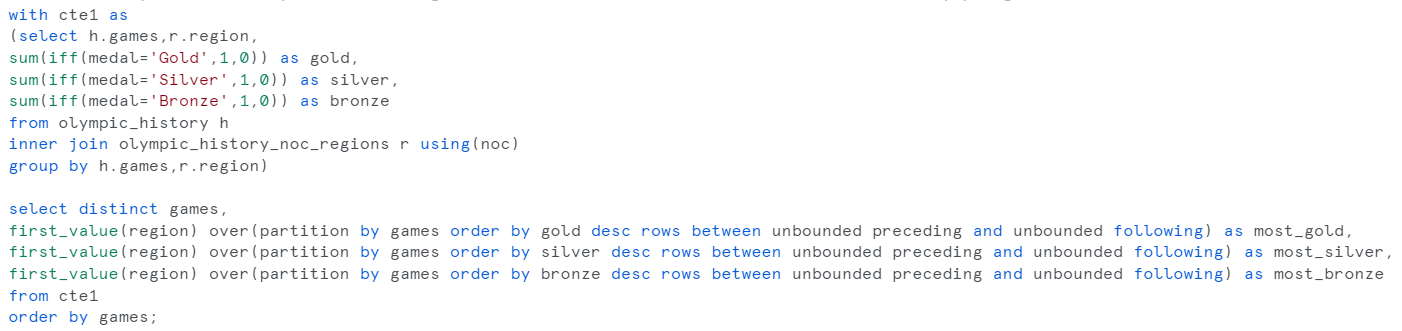 with cte1 as
(select h.games,r.region,
sum(iff(medal='Gold',1,0)) as gold,
sum(iff(medal='Silver',1,0)) as silver,
sum(iff(medal='Bronze',1,0)) as bronze
from olympic_history h
inner join olympic_history_noc_regions r using(noc)
group by h.games,r.region)
select distinct games,
first_value(region) over(partition by games order by gold desc rows between unbounded preceding and unbounded following) as most_gold,
first_value(region) over(partition by games order by silver desc rows between unbounded preceding and unbounded following) as most_silver,
first_value(region) over(partition by games order by bronze desc rows between unbounded preceding and unbounded following) as most_bronze
from cte1
order by games;